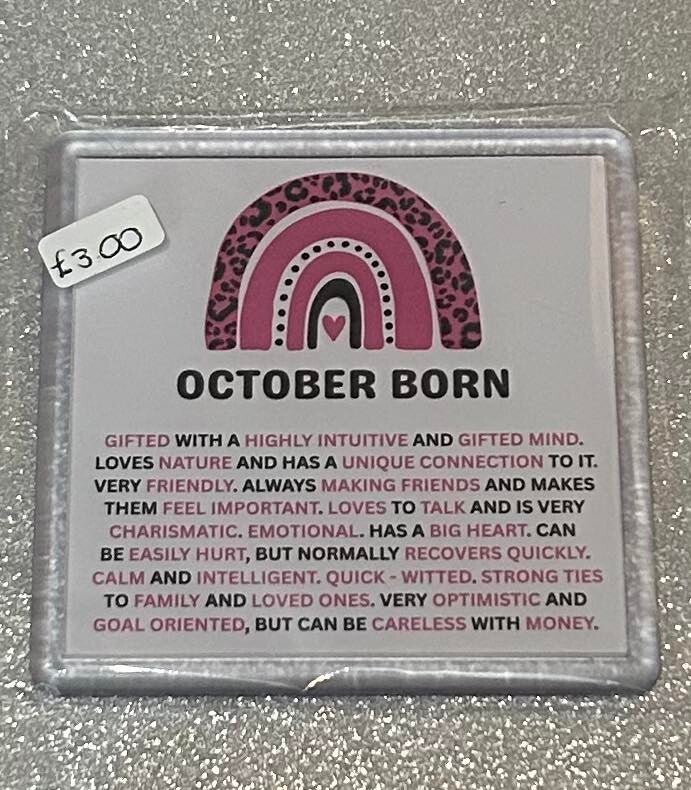 £3.00
OCTOBER BORN
GIFTED WITH A HIGHLY INTUITIVE AND GIFTED MIND.
LOVES NATURE AND HAS A UNIQUE CONNECTION TO IT.
VERY FRIENDLY. ALWAYS MAKING FRIENDS AND MAKES
THEM FEEL IMPORTANT. LOVES TO TALK AND IS VERY
CHARISMATIC. EMOTIONAL. HAS A BIG HEART. CAN
BE EASILY HURT, BUT NORMALLY RECOVERS QUICKLY.
CALM AND INTELLIGENT. QUICK - WITTED. STRONG TIES
TO FAMILY AND LOVED ONES. VERY OPTIMISTIC AND
GOAL ORIENTED, BUT CAN BE CARELESS WITH MONEY.